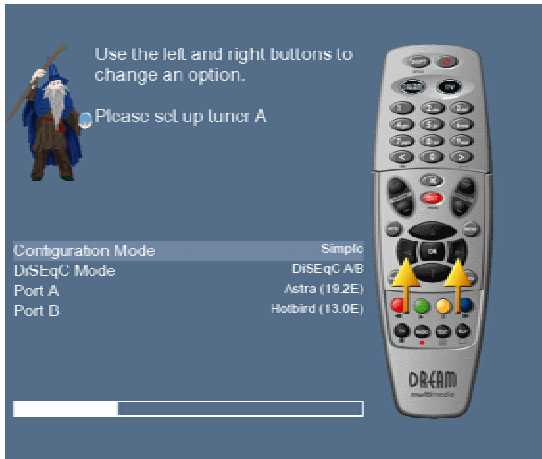 Use the left and right buttons to
change an option.
Please set up tuner A
Configuration Mode Simple
DiSEqC Mode DiSEqC A/B
Port A Astra (19.2E)
Port B Hotbird (13.0E)
OK
DREAM
multimedia